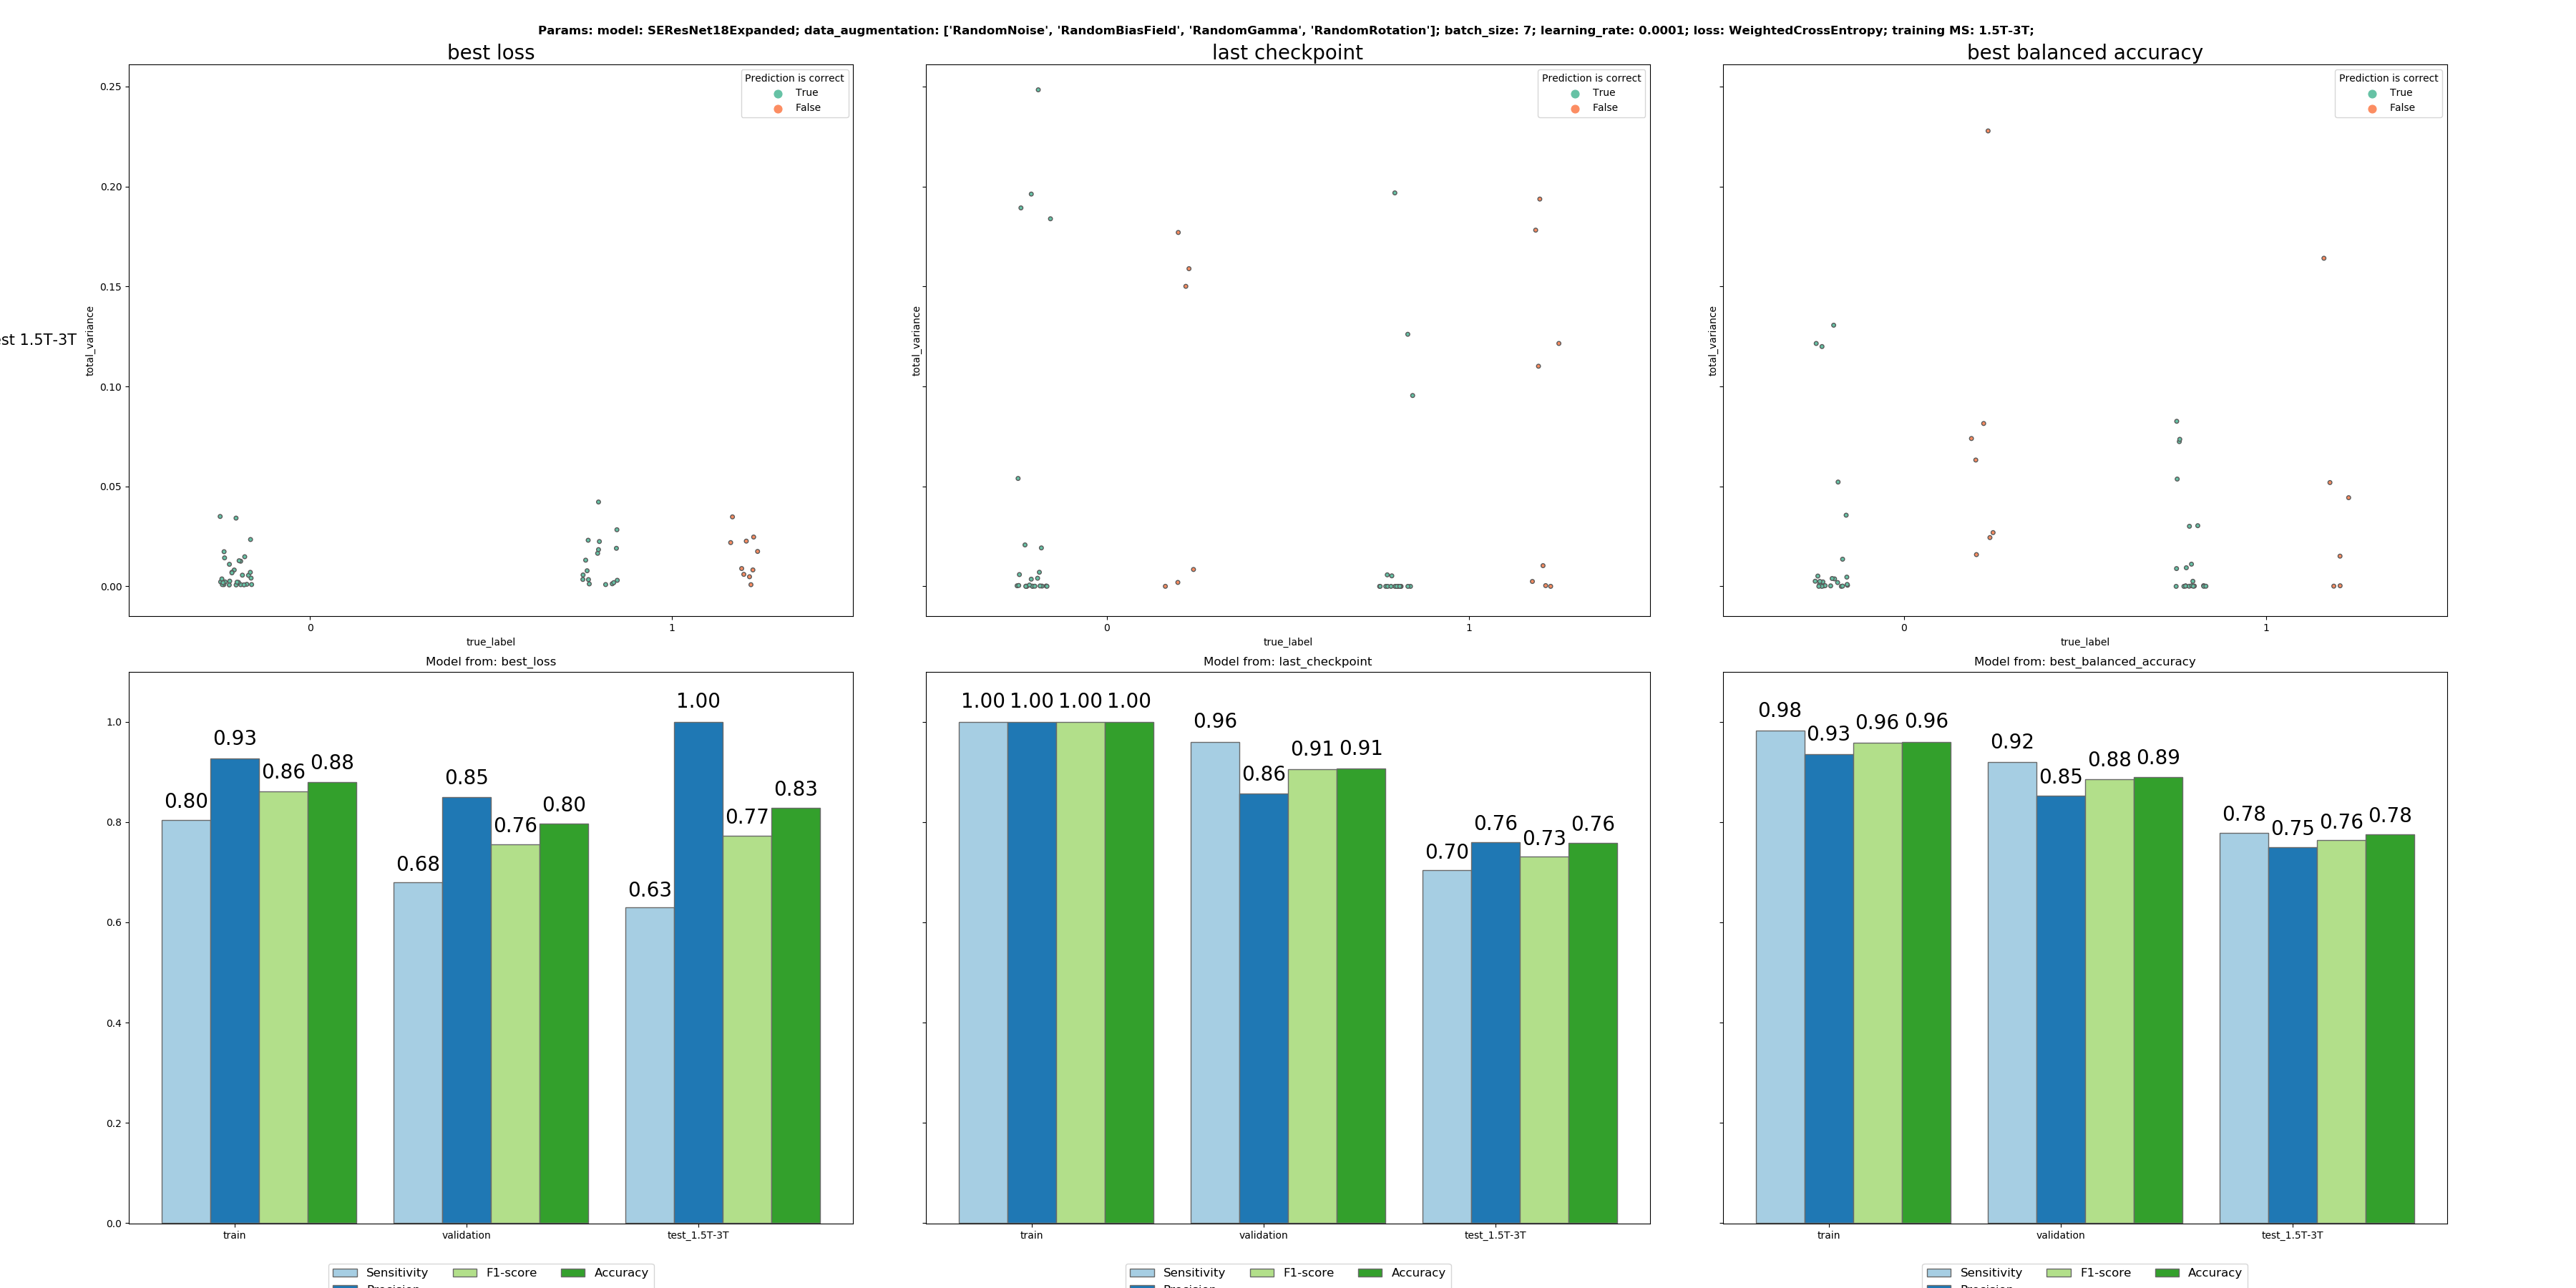 Params: model: SEResNet18Expanded; data_augmentation: ['RandomNoise', 'RandomBiasField', 'RandomGamma', 'RandomRotation']; batch_size: 7; learning_rate: 0.0001; loss: WeightedCrossEntropy; training MS: 1.5T-3T;
best loss
last checkpoint
best balanced accuracy
Prediction is correct
True
False
Prediction is correct
True
False
Prediction is correct
True
False
0.25
0.20
0.15
0.10
0.05
0.00
est 1.5T-3T
total_variance
total_variance
total_variance
0 1
0 1
0 1
true_label
true_label
true_label
Model from: best_loss
Model from: last_checkpoint
Model from: best_balanced_accuracy
1.0
0.8
0.6
0.4
0.2
0.0
0.80 0.93 0.86 0.88
0.68 0.85 0.76 0.80
0.63 1.00 0.77 0.83
1.00 1.00 1.00 1.00
0.96 0.86 0.91 0.91
0.70 0.76 0.73 0.76
0.98 0.93 0.96 0.96
0.92 0.85 0.88 0.89
0.78 0.75 0.76 0.78
train validation test_1.5T-3T
train validation test_1.5T-3T
train validation test_1.5T-3T
Sensitivity F1-score Accuracy
Precision
Sensitivity F1-score Accuracy
Precision
Sensitivity F1-score Accuracy
Precision